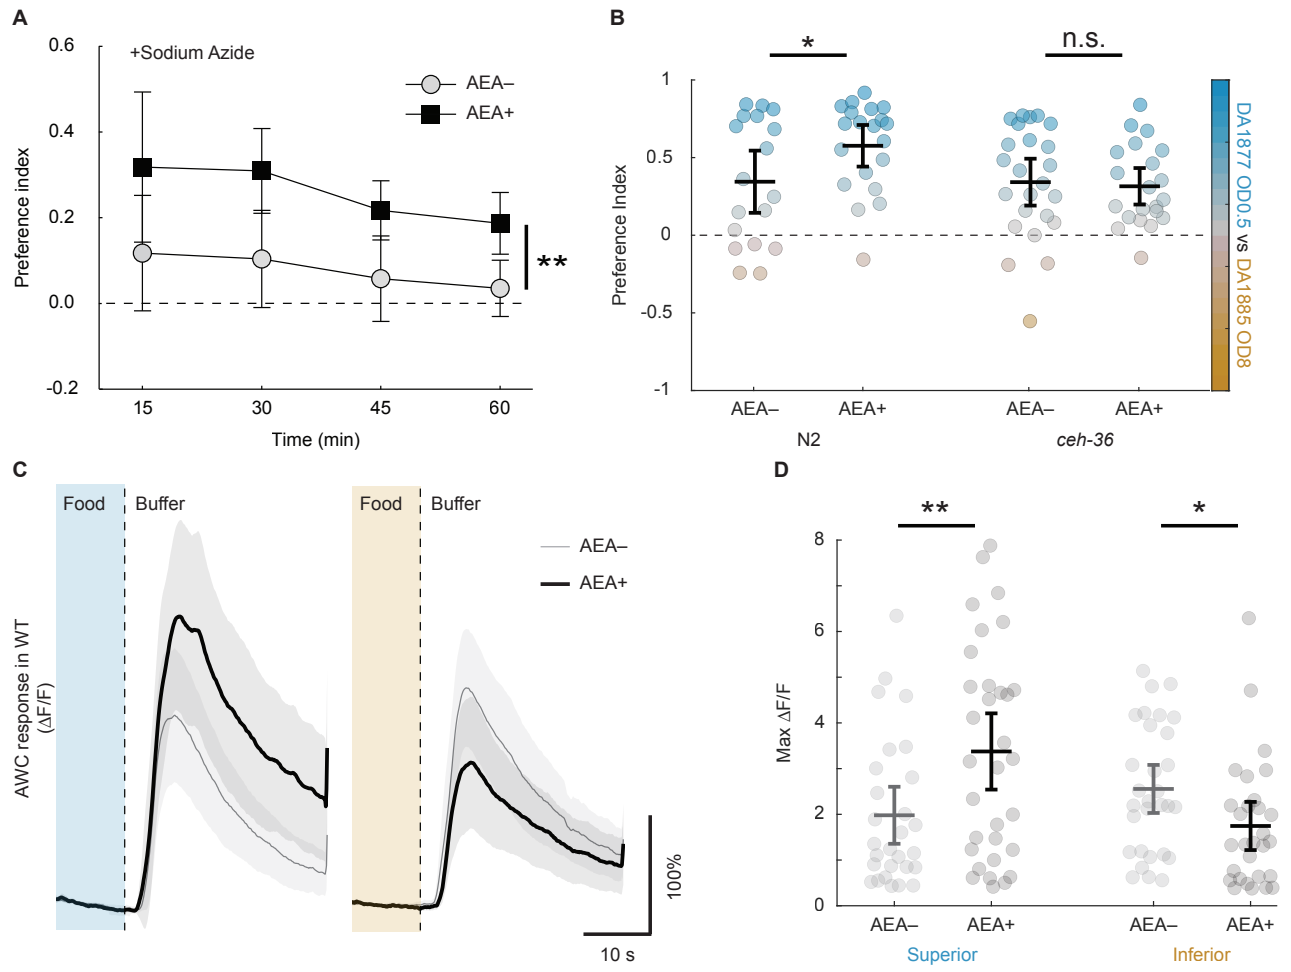 A
+Sodium Azide
AEA–
AEA+
Preference index
0.6
0.4
0.2
0.0
-0.2
15 30 45 60
Time (min)
**
B
*
n.s.
Preference Index
1
0.5
0
-0.5
-1
AEA– AEA+ AEA– AEA+
N2 ceh-36
DA1877 OD0.5 vs DA1885 OD8
C
Food Buffer
Food Buffer
AEA–
AEA+
AWC response in WT
(ΔF/F)
100%
10 s
D
**
*
Max ΔF/F
8
6
4
2
0
AEA– AEA+ AEA– AEA+
Superior Inferior